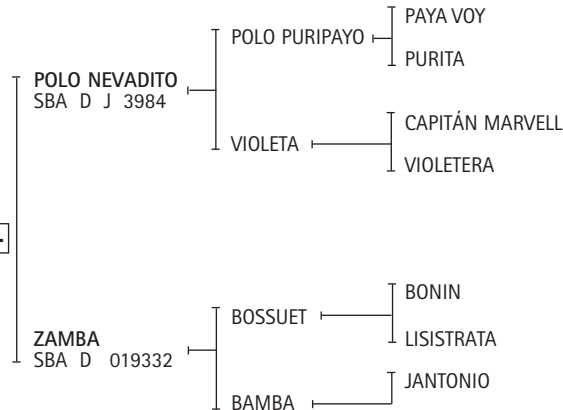 PAYA VOY
POLO PURIPAYO
PURITA
POLO NEVADITO
SBA D J 3984
CAPITÁN MARVELL
VIOLETA
VIOLETERA
BONIN
BOSSUET
LISISTRATA
ZAMBA
SBA D 019332
JANTONIO
BAMBA